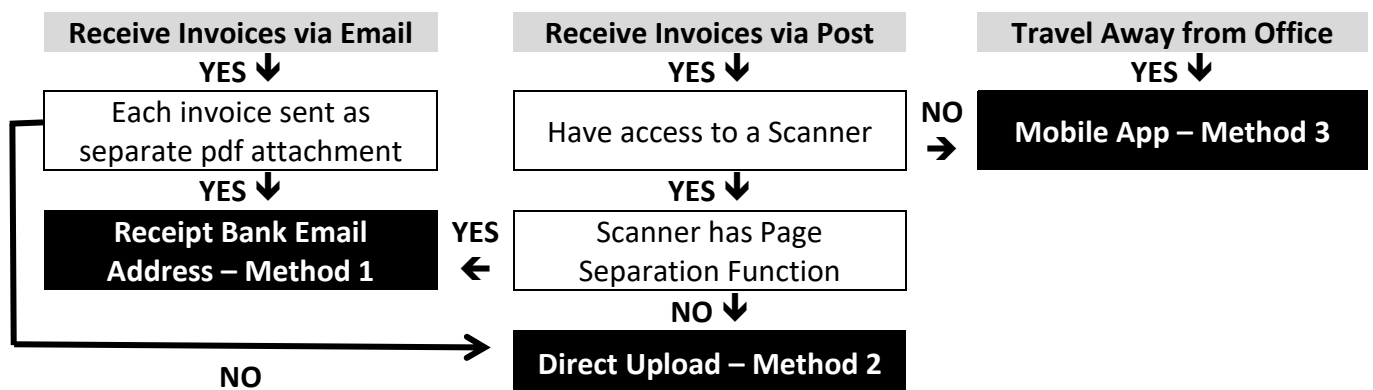 Receive Invoices via Email
YES 🡻
Each invoice sent as
separate pdf attachment
YES 🡻
Receipt Bank Email
Address – Method 1
NO
Receive Invoices via Post
YES 🡻
Have access to a Scanner
YES 🡻
Scanner has Page
Separation Function
YES
🡸
NO 🡻
Direct Upload – Method 2
NO
🡺
Travel Away from Office
YES 🡻
Mobile App – Method 3